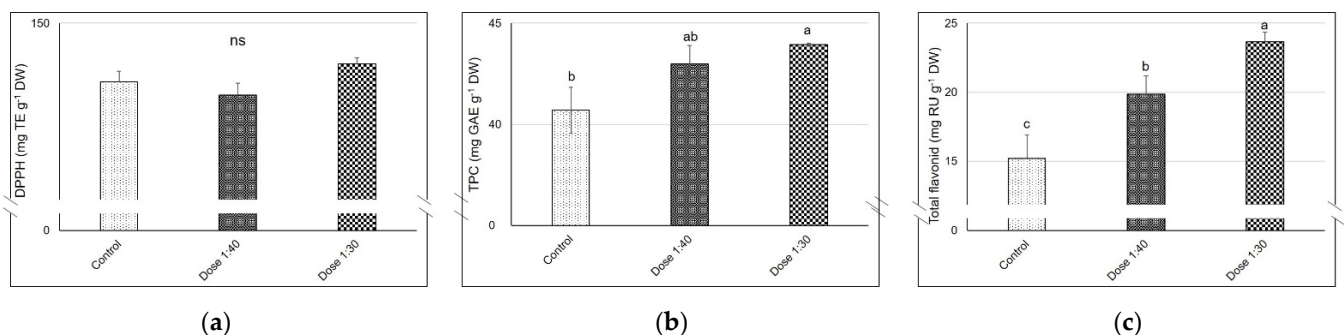 DPPH (mg TE g⁻¹ DW)
150
0
ns
Control
Dose 1:40
Dose 1:30
(a)
TPC (mg GAE g⁻¹ DW)
45
40
0
b
ab
a
Control
Dose 1:40
Dose 1:30
(b)
Total flavonid (mg RU g⁻¹ DW)
25
20
15
0
c
b
a
Control
Dose 1:40
Dose 1:30
(c)